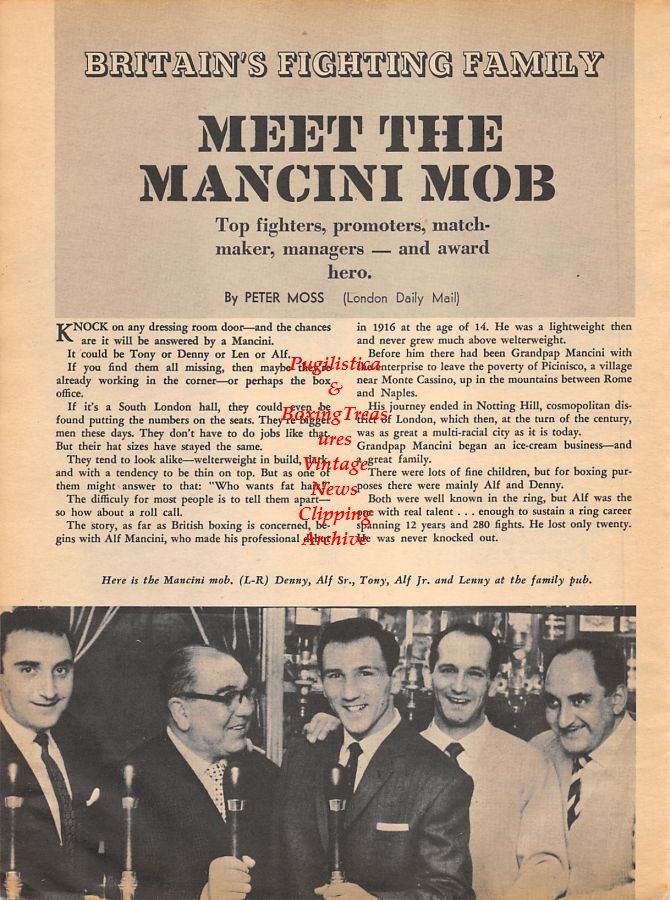 BRITAIN'S FIGHTING FAMILY
MEET THE
MANCINI MOB
Top fighters, promoters, match-
maker, managers — and award
hero.
By PETER MOSS (London Daily Mail)
KNOCK on any dressing room door—and the chances
are it will be answered by a Mancini.
It could be Tony or Denny or Len or Alf.
If you find them all missing, then maybe they're
already working in the corner—or perhaps the box
office.
If it's a South London hall, they could even be
found putting the numbers on the seats. They're bigger
men these days. They don't have to do jobs like that.
But their hat sizes have stayed the same.
They tend to look alike—welterweight in build, dark,
and with a tendency to be thin on top. But as one of
them might answer to that: "Who wants fat hair?"
The difficuly for most people is to tell them apart—
so how about a roll call.
The story, as far as British boxing is concerned, be-
gins with Alf Mancini, who made his professional debut
in 1916 at the age of 14. He was a lightweight then
and never grew much above welterweight.
Before him there had been Grandpap Mancini with
the enterprise to leave the poverty of Picinisco, a village
near Monte Cassino, up in the mountains between Rome
and Naples.
His journey ended in Notting Hill, cosmopolitan dis-
trict of London, which then, at the turn of the century,
was as great a multi-racial city as it is today.
Grandpap Mancini began an ice-cream business—and
a great family.
There were lots of fine children, but for boxing pur-
poses there were mainly Alf and Denny.
Both were well known in the ring, but Alf was the
one with real talent . . . enough to sustain a ring career
spanning 12 years and 280 fights. He lost only twenty.
He was never knocked out.
Pugilistica
&
BoxingTreas
ures
Vintage
News
Clipping
Archive
Here is the Mancini mob. (L-R) Denny, Alf Sr., Tony, Alf Jr. and Lenny at the family pub.